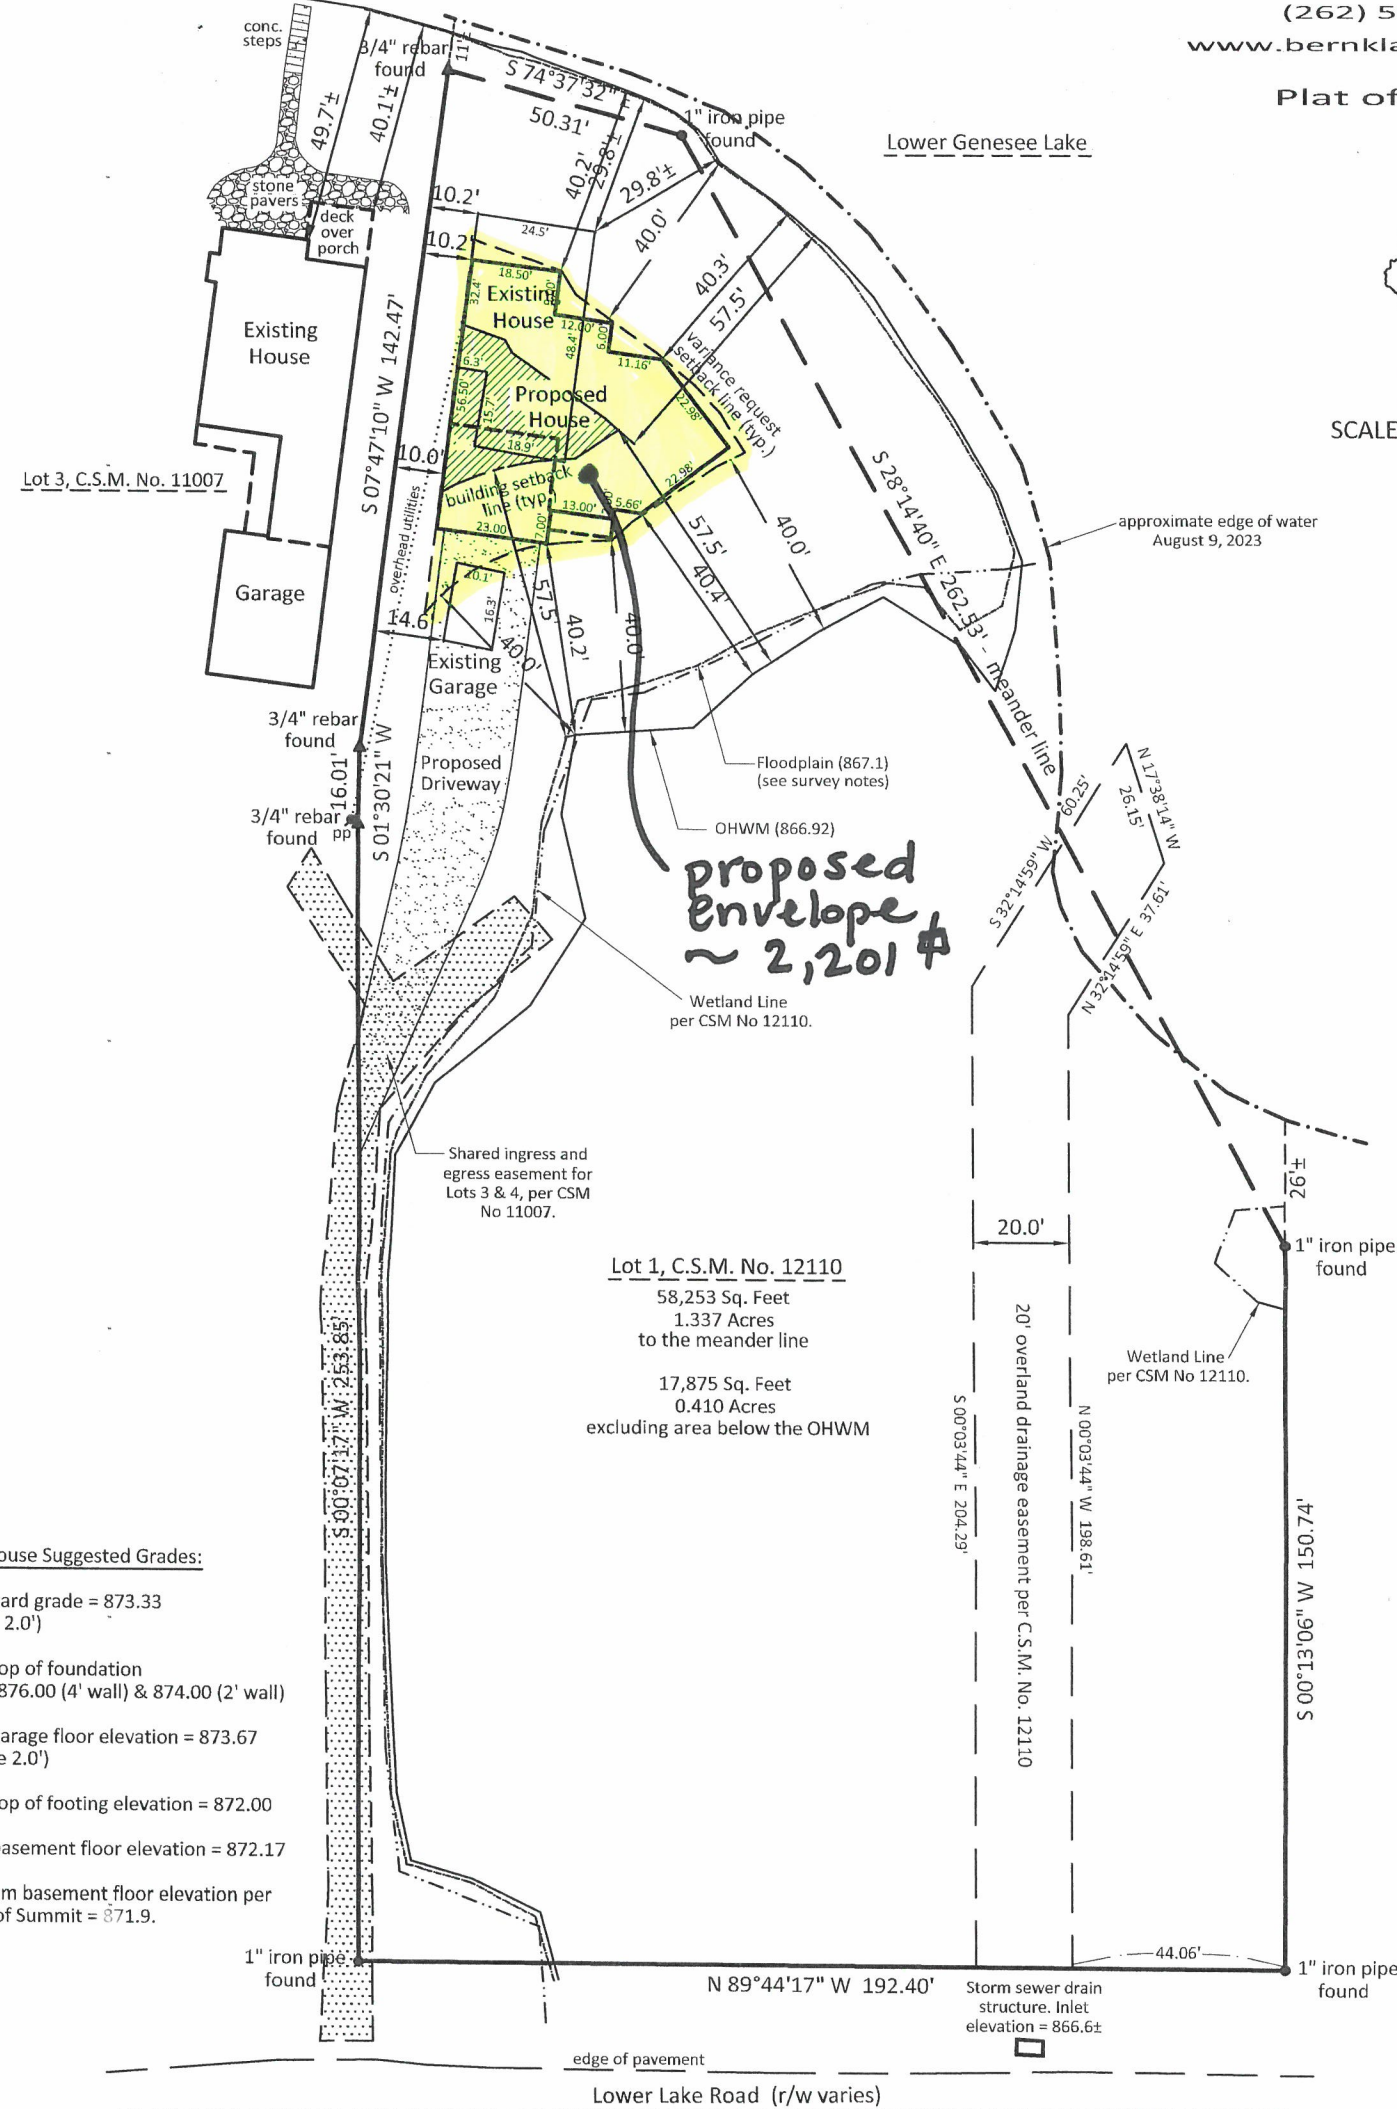 (262) 5
www.bernkla
Plat of
conc.
steps
3/4" rebar
found
11'±
49.7'±
40.1'±
S 74°37'32" E
50.31'
1" iron pipe
found
Lower Genesee Lake
40.2'
29.8'±
29.8'±
stone
pavers
deck
over
porch
10.2'
24.5'
10.2'
40.0'
40.3'
57.5'
18.50'
32.4'
Existing
House
12.00'
6.00'
48.4'
11.16'
variance request
setback line (typ.)
Existing
House
6.3'
56.50'
15.7'
Proposed
House
22.98'
18.9'
SCALE
S 07°47'10" W 142.47'
10.0'
building setback
line (typ.)
22.98'
Lot 3, C.S.M. No. 11007
13.00'
5.66'
23.00'
7.00'
S 28°14'40" E 262.53' - meander line
approximate edge of water
August 9, 2023
overhead utilities
57.5'
40.4'
40.0'
Garage
16.3'
14.6'
57.5'
40.2'
40.0'
40.0'
Existing
Garage
3/4" rebar
found
16.01'
S 01°30'21" W
Proposed
Driveway
Floodplain (867.1)
(see survey notes)
3/4" rebar
found
pp
OHWM (866.92)
60.25'
S 32°14'59" W
N 17°38'14" W
26.15'
N 32°14'59" E 37.61'
proposed
envelope
~ 2,201
Wetland Line
per CSM No 12110.
Shared ingress and
egress easement for
Lots 3 & 4, per CSM
No 11007.
26'±
20.0'
1" iron pipe
found
Lot 1, C.S.M. No. 12110
58,253 Sq. Feet
1.337 Acres
to the meander line
17,875 Sq. Feet
0.410 Acres
excluding area below the OHWM
Wetland Line
per CSM No 12110.
S 00°07'17" W 253.85'
S 00°03'44" E 204.29'
20' overland drainage easement per C.S.M. No. 12110
N 00°03'44" W 198.61'
S 00°13'06" W 150.74'
ouse Suggested Grades:
ard grade = 873.33
2.0')
op of foundation
876.00 (4' wall) & 874.00 (2' wall)
arage floor elevation = 873.67
e 2.0')
op of footing elevation = 872.00
asement floor elevation = 872.17
m basement floor elevation per
of Summit = 871.9.
1" iron pipe
found
N 89°44'17" W 192.40'
44.06'
1" iron pipe
found
Storm sewer drain
structure. Inlet
elevation = 866.6±
edge of pavement
Lower Lake Road (r/w varies)